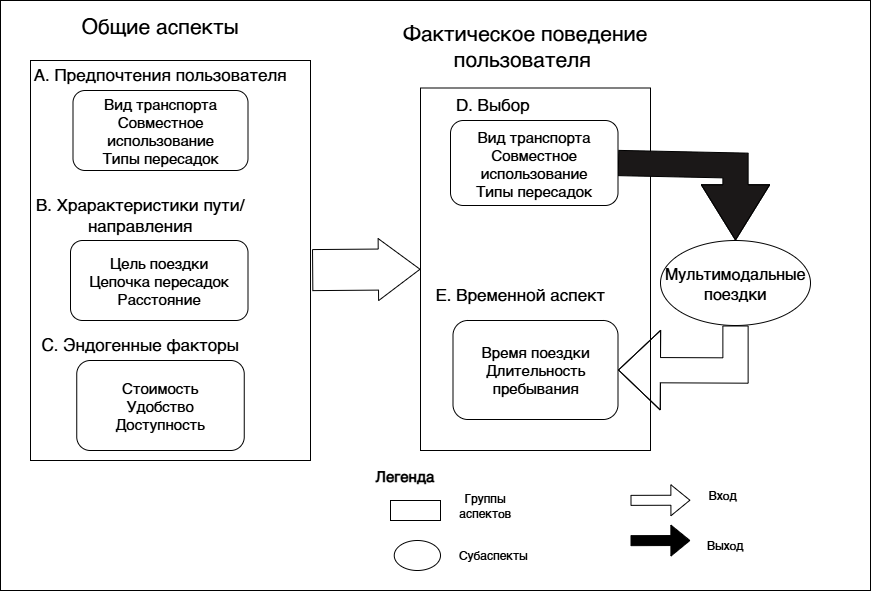 Общие аспекты
A. Предпочтения пользователя
Вид транспорта
Совместное
использование
Типы пересадок
B. Храрактеристики пути/
направления
Цель поездки
Цепочка пересадок
Расстояние
C. Эндогенные факторы
Стоимость
Удобство
Доступность
Фактическое поведение
пользователя
D. Выбор
Вид транспорта
Совместное
использование
Типы пересадок
E. Временной аспект
Время поездки
Длительность
пребывания
Мультимодальные
поездки
Легенда
Группы
аспектов
Субаспекты
Вход
Выход